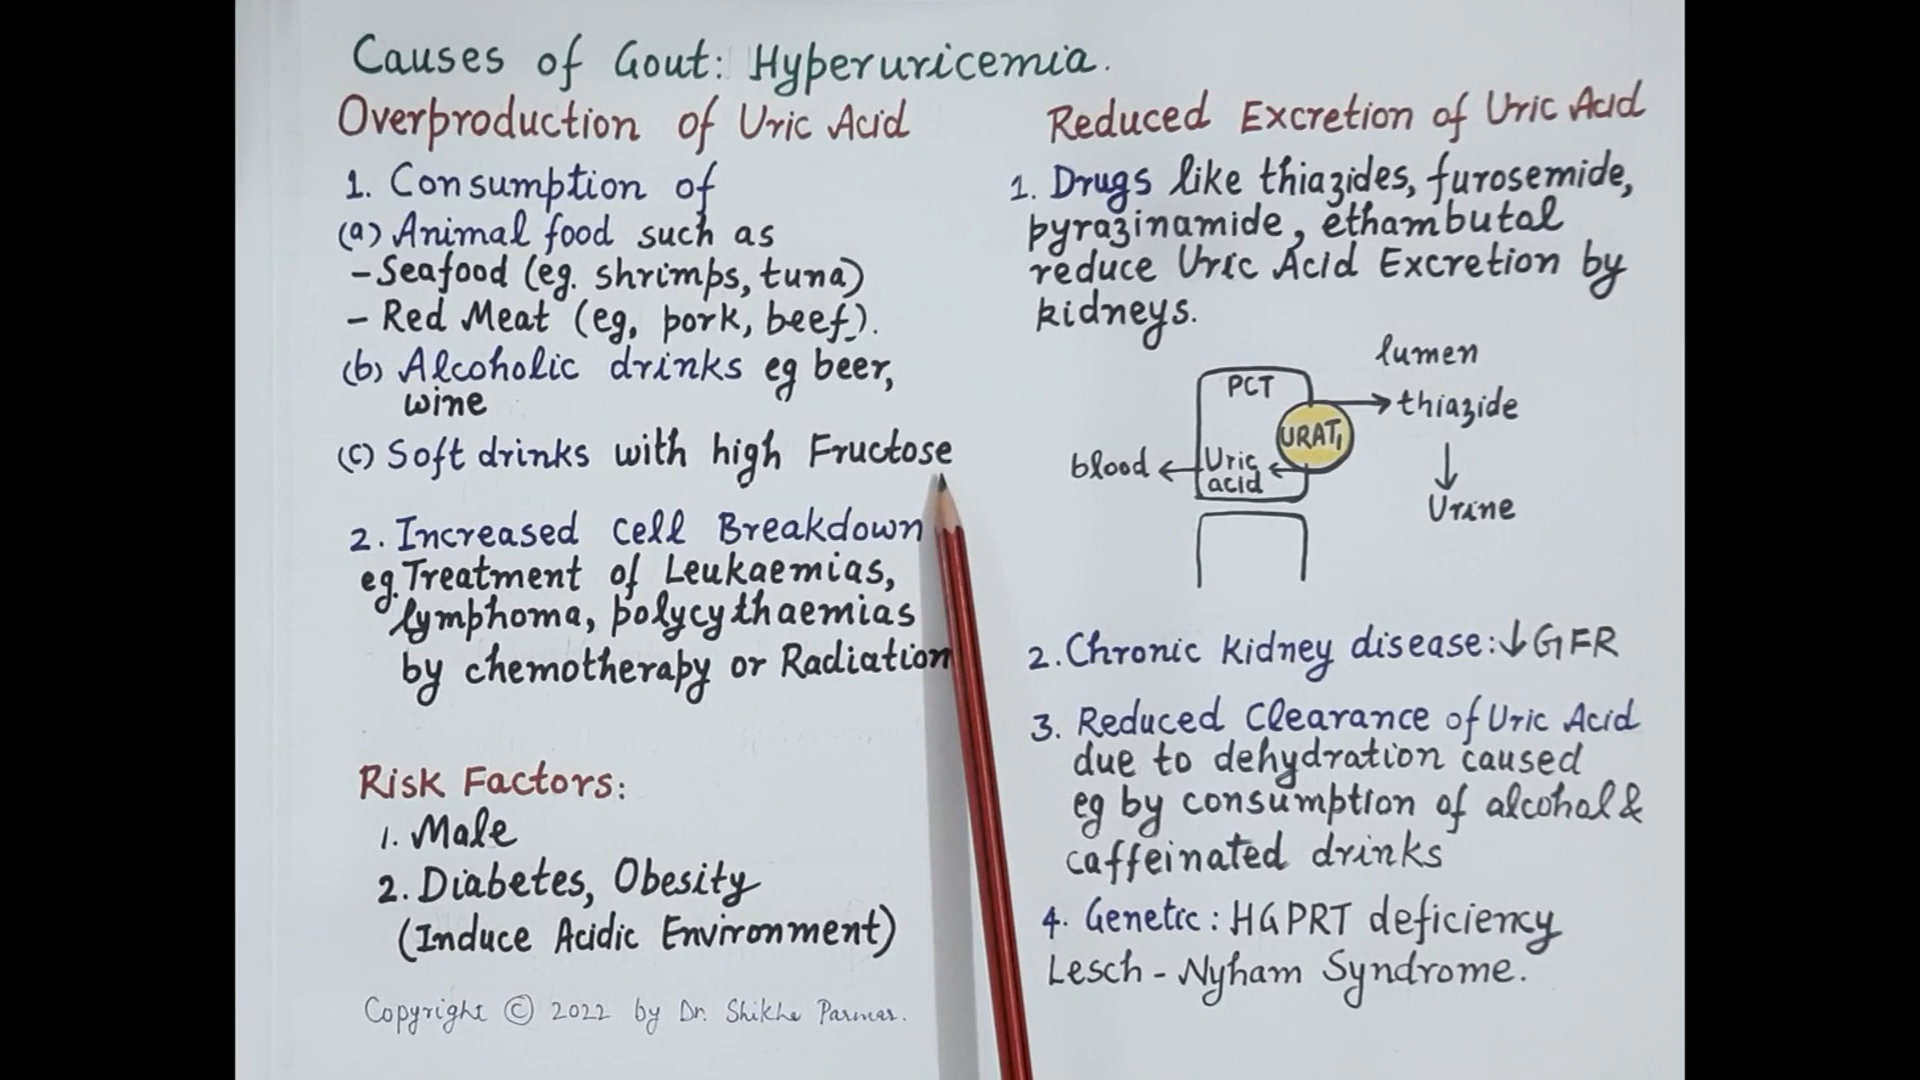 Causes of Gout: Hyperuricemia.
Overproduction of Uric Acid
1. Consumption of
(a) Animal food such as
- Seafood (eg. shrimps, tuna)
- Red Meat (eg, pork, beef).
(b) Alcoholic drinks eg beer,
wine
(c) Soft drinks with high Fructose
2. Increased Cell Breakdown
eg. Treatment of Leukaemias,
lymphoma, polycythaemias
by chemotherapy or Radiation
Risk Factors:
1. Male
2. Diabetes, Obesity
(Induce Acidic Environment)
Copyright © 2022 by Dr. Shikha Parmar.
Reduced Excretion of Uric Acid
1. Drugs like thiazides, furosemide,
pyrazinamide, ethambutal
reduce Uric Acid Excretion by
kidneys.
lumen
PCT
thiazide
URAT1
blood
Uric
acid
Urine
2. Chronic kidney disease: ↓ GFR
3. Reduced Clearance of Uric Acid
due to dehydration caused
eg by consumption of alcohol &
caffeinated drinks
4. Genetic: HGPRT deficiency
Lesch - Nyham Syndrome.